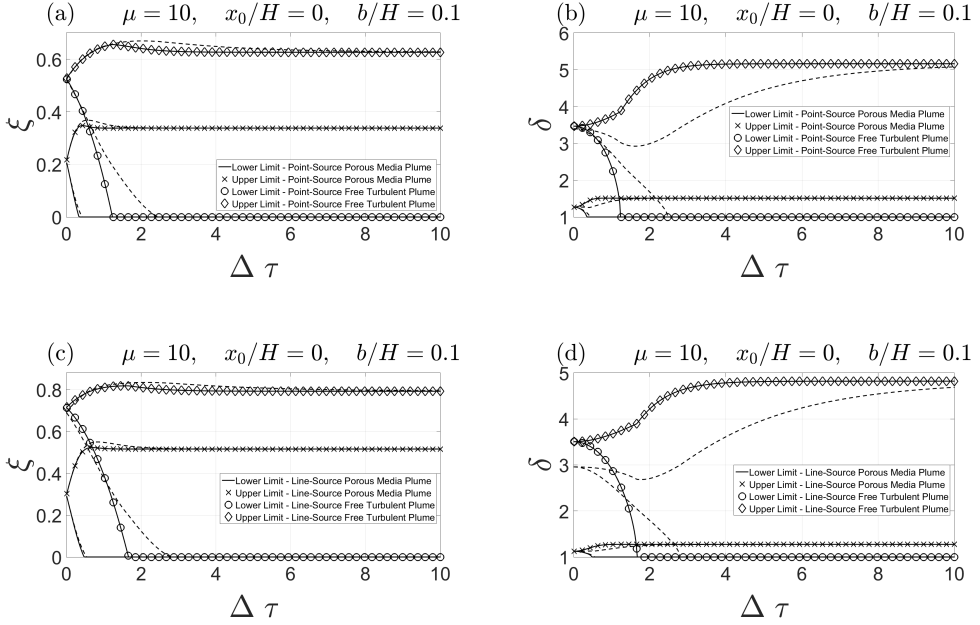 (a) μ = 10, x₀/H = 0, b/H = 0.1
ξ
0.6
0.4
0.2
0
0 2 4 6 8 10
Δ τ
Lower Limit - Point-Source Porous Media Plume
Upper Limit - Point-Source Porous Media Plume
Lower Limit - Point-Source Free Turbulent Plume
Upper Limit - Point-Source Free Turbulent Plume
(b) μ = 10, x₀/H = 0, b/H = 0.1
δ
6
5
4
3
2
1
0 2 4 6 8 10
Δ τ
Lower Limit - Point-Source Porous Media Plume
Upper Limit - Point-Source Porous Media Plume
Lower Limit - Point-Source Free Turbulent Plume
Upper Limit - Point-Source Free Turbulent Plume
(c) μ = 10, x₀/H = 0, b/H = 0.1
ξ
0.8
0.6
0.4
0.2
0
0 2 4 6 8 10
Δ τ
Lower Limit - Line-Source Porous Media Plume
Upper Limit - Line-Source Porous Media Plume
Lower Limit - Line-Source Free Turbulent Plume
Upper Limit - Line-Source Free Turbulent Plume
(d) μ = 10, x₀/H = 0, b/H = 0.1
δ
5
4
3
2
1
0 2 4 6 8 10
Δ τ
Lower Limit - Line-Source Porous Media Plume
Upper Limit - Line-Source Porous Media Plume
Lower Limit - Line-Source Free Turbulent Plume
Upper Limit - Line-Source Free Turbulent Plume